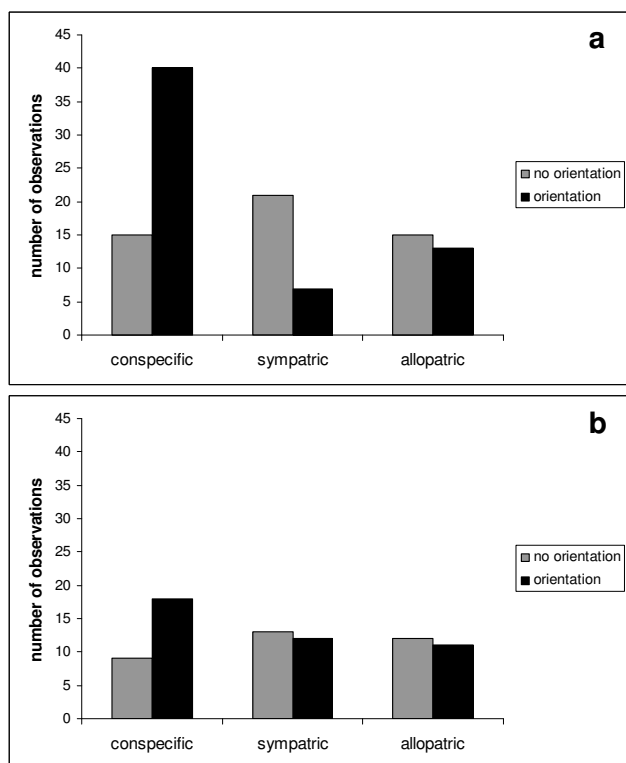 a
45
40
35
30
25
20
15
10
5
0
number of observations
conspecific sympatric allopatric
no orientation
orientation
b
45
40
35
30
25
20
15
10
5
0
number of observations
conspecific sympatric allopatric
no orientation
orientation